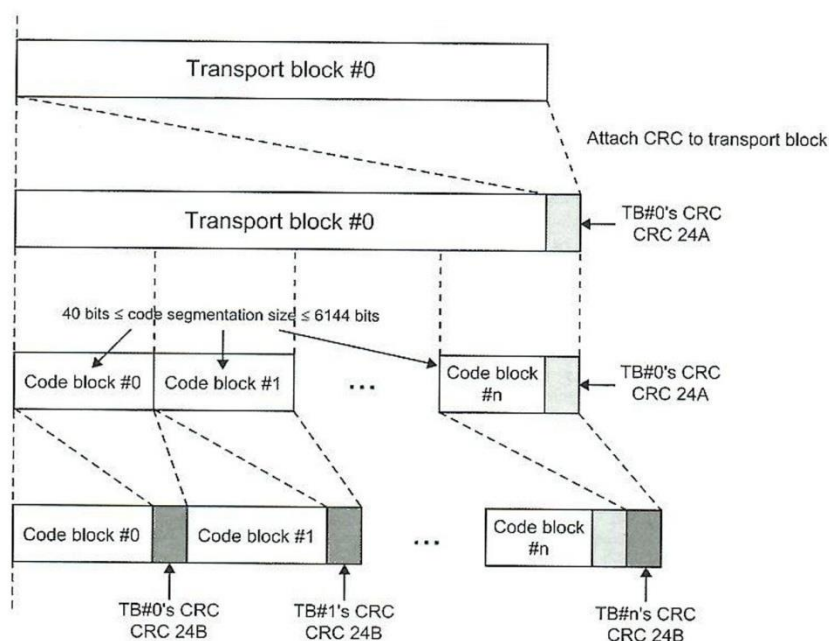 Transport block #0
Attach CRC to transport block
Transport block #0
TB#0's CRC
CRC 24A
40 bits ≤ code segmentation size ≤ 6144 bits
Code block #0
Code block #1
...
Code block
#n
TB#0's CRC
CRC 24A
Code block #0
Code block #1
...
Code block
#n
TB#0's CRC
CRC 24B
TB#1's CRC
CRC 24B
TB#n's CRC
CRC 24B